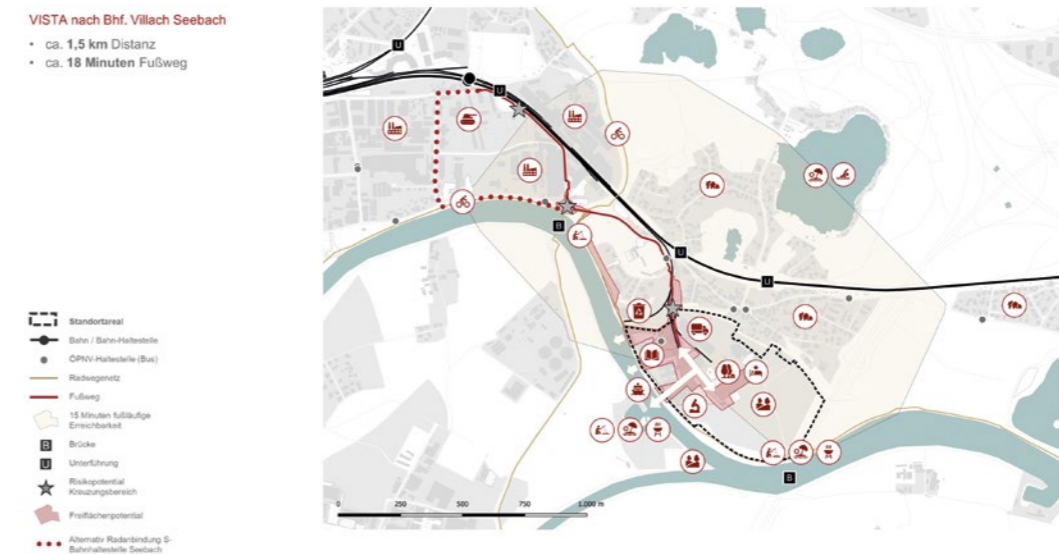 VISTA nach Bhf. Villach Seebach
• ca. 1,5 km Distanz
• ca. 18 Minuten Fußweg
Standortareal
Bahn / Bahn-Haltestelle
ÖPNV-Haltestelle (Bus)
Radwegenetz
Fußweg
15 Minuten fußläufige
Erreichbarkeit
B Brücke
U Unterführung
Risikopotential
Kreuzungsbereich
Freiflächenpotential
Alternativ Radanbindung S-
Bahnhaltestelle Seebach
U
U
B
U
U
B
0 250 500 750 1.000 m